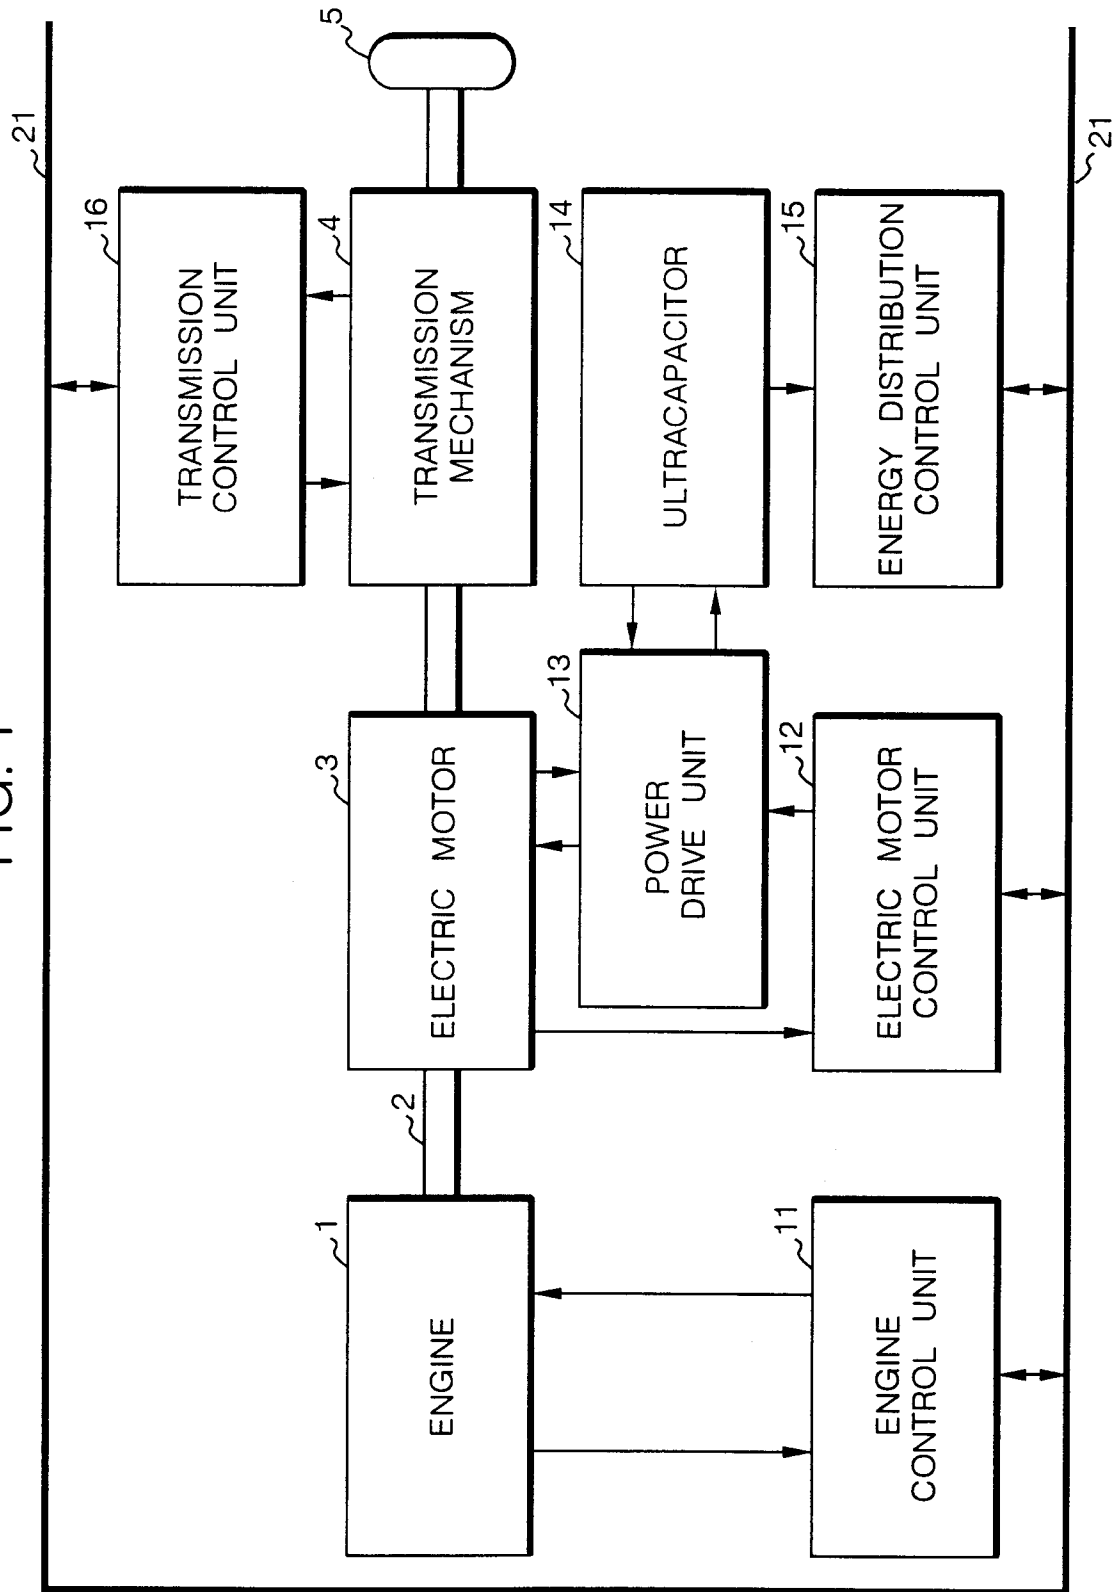 FIG. 1
21
16
TRANSMISSION
CONTROL UNIT
1
ENGINE
2
3
ELECTRIC MOTOR
4
TRANSMISSION
MECHANISM
5
13
POWER
DRIVE UNIT
14
ULTRACAPACITOR
11
ENGINE
CONTROL UNIT
12
ELECTRIC MOTOR
CONTROL UNIT
15
ENERGY DISTRIBUTION
CONTROL UNIT
21